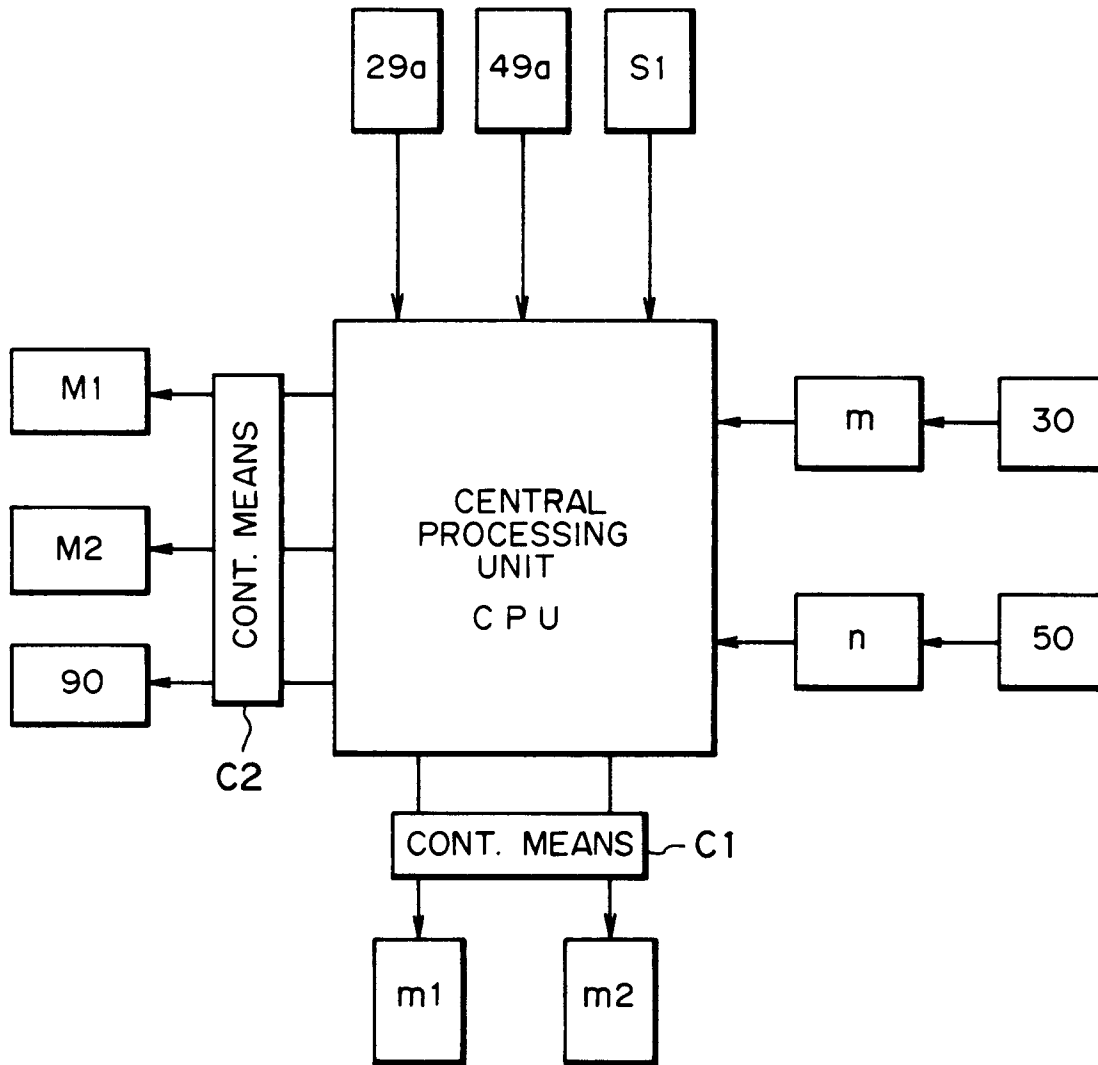 29a
49a
S1
M1
M2
90
CONT. MEANS
C2
CENTRAL
PROCESSING
UNIT
CPU
m
30
n
50
CONT. MEANS
C1
m1
m2